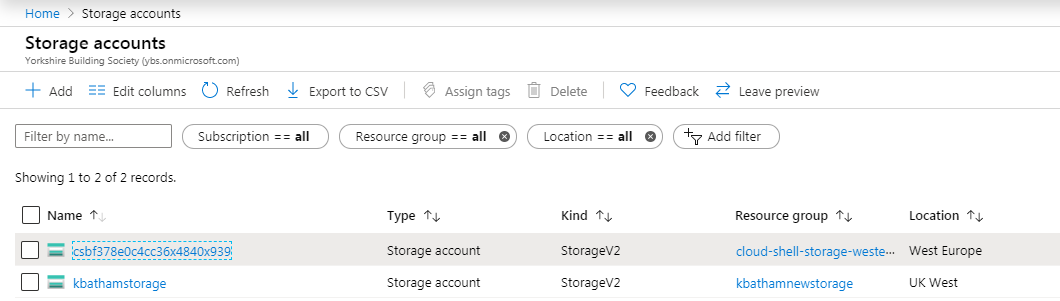 Home > Storage accounts
Storage accounts
Yorkshire Building Society (ybs.onmicrosoft.com)
Add Edit columns Refresh Export to CSV Assign tags Delete Feedback Leave preview
Filter by name... Subscription == all Resource group == all Location == all Add filter
Showing 1 to 2 of 2 records.
Name Type Kind Resource group Location
csbf378e0c4cc36x4840x939 Storage account StorageV2 cloud-shell-storage-weste... West Europe
kbathamstorage Storage account StorageV2 kbathamnewstorage UK West